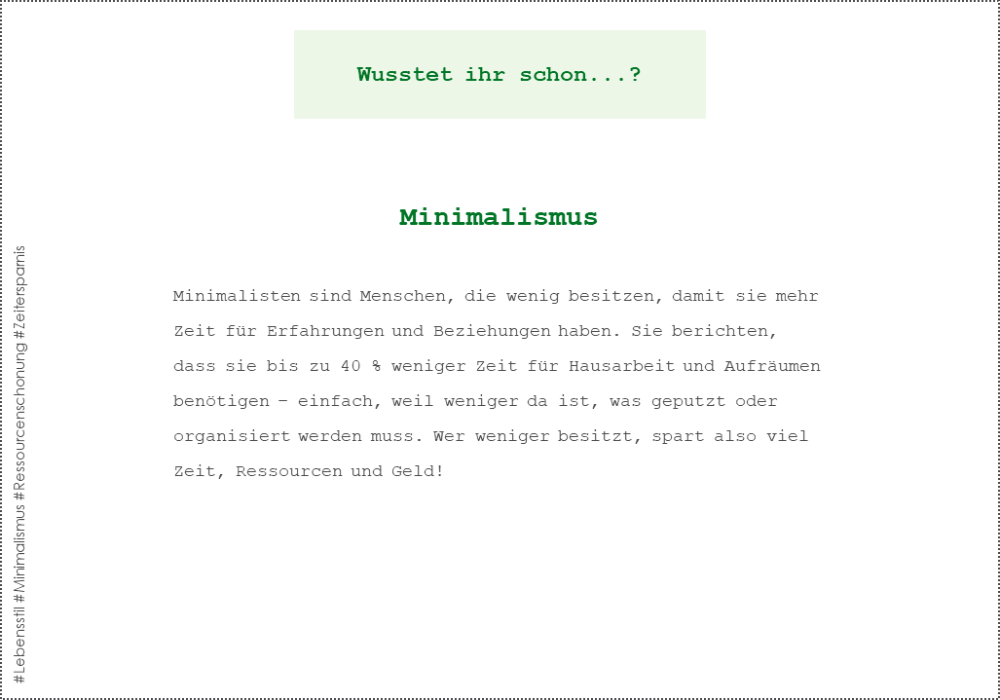 Wusstet ihr schon...?
Minimalismus
Minimalisten sind Menschen, die wenig besitzen, damit sie mehr
Zeit für Erfahrungen und Beziehungen haben. Sie berichten,
dass sie bis zu 40 % weniger Zeit für Hausarbeit und Aufräumen
benötigen – einfach, weil weniger da ist, was geputzt oder
organisiert werden muss. Wer weniger besitzt, spart also viel
Zeit, Ressourcen und Geld!
#Lebensstil #Minimalismus #Ressourcenschonung #Zeitersparnis